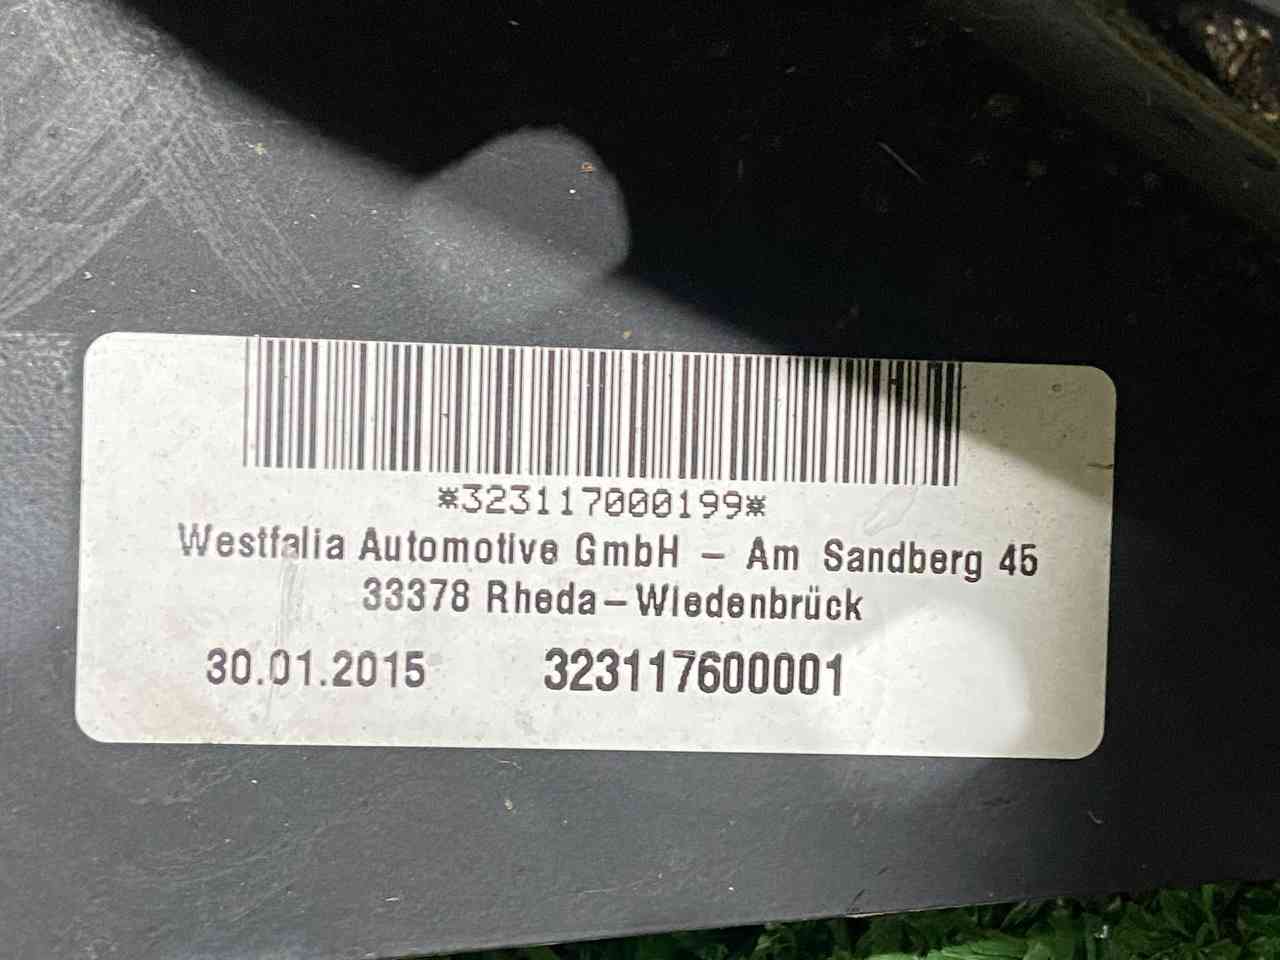 *323117000199*
Westfalia Automotive GmbH – Am Sandberg 45
33378 Rheda–Wiedenbrück
30.01.2015 323117600001